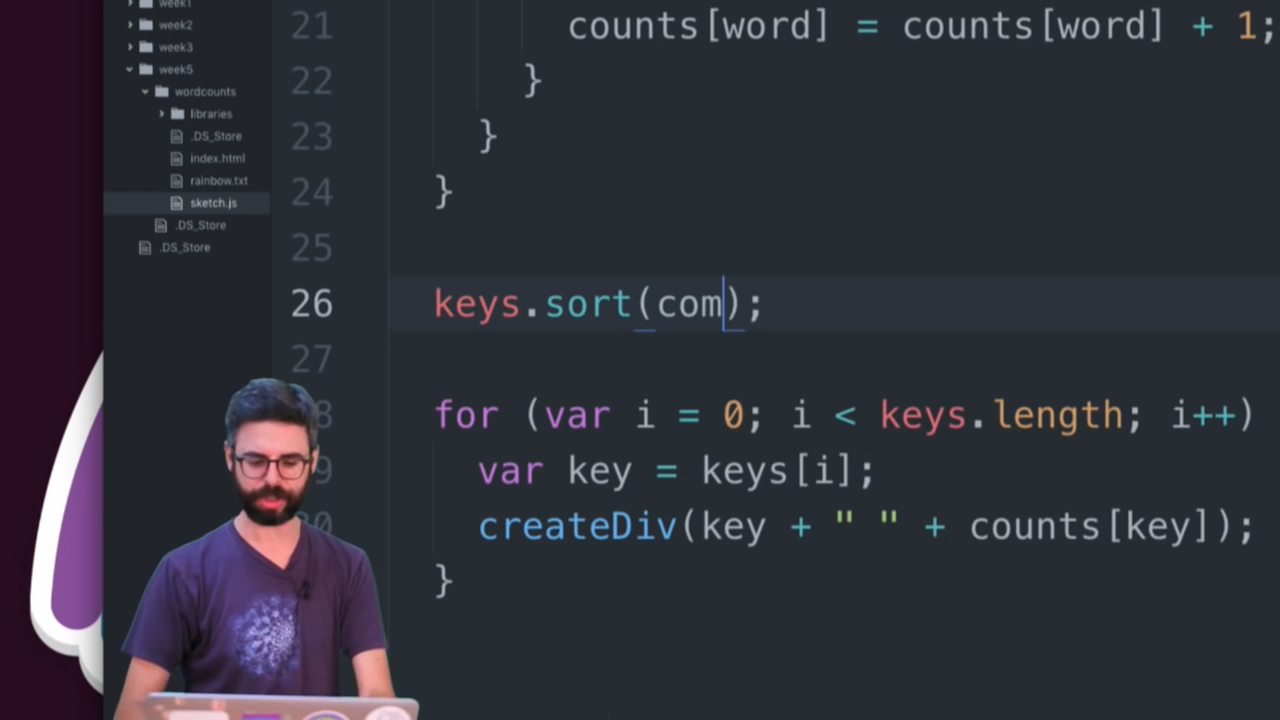 week1
week2
week3
week5
wordcounts
libraries
.DS_Store
index.html
rainbow.txt
sketch.js
.DS_Store
.DS_Store
21 counts[word] = counts[word] + 1;
22 }
23 }
24 }
25
26 keys.sort(com);
27
8 for (var i = 0; i < keys.length; i++)
9 var key = keys[i];
createDiv(key + " " + counts[key]);
}